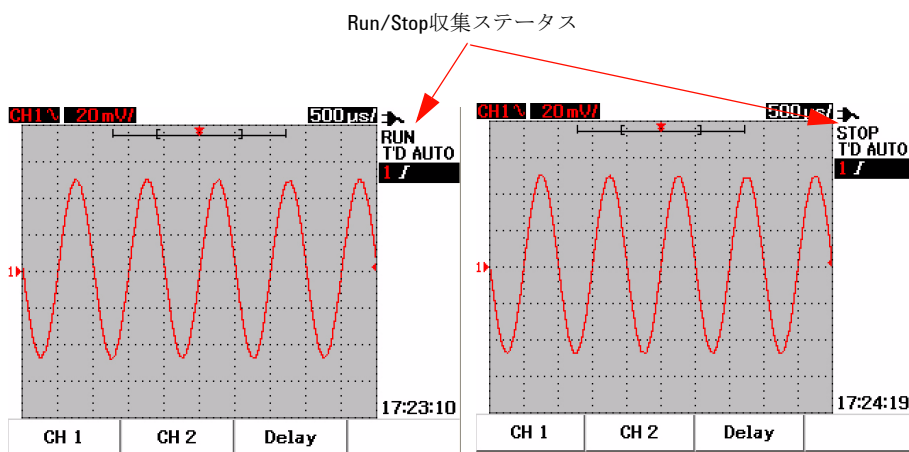 Run/Stop収集ステータス
CH1 20mV/ 500μs/
RUN
T'D AUTO
1
1
17:23:10
CH 1 CH 2 Delay
CH1 20mV/ 500μs/
STOP
T'D AUTO
1
1
17:24:19
CH 1 CH 2 Delay